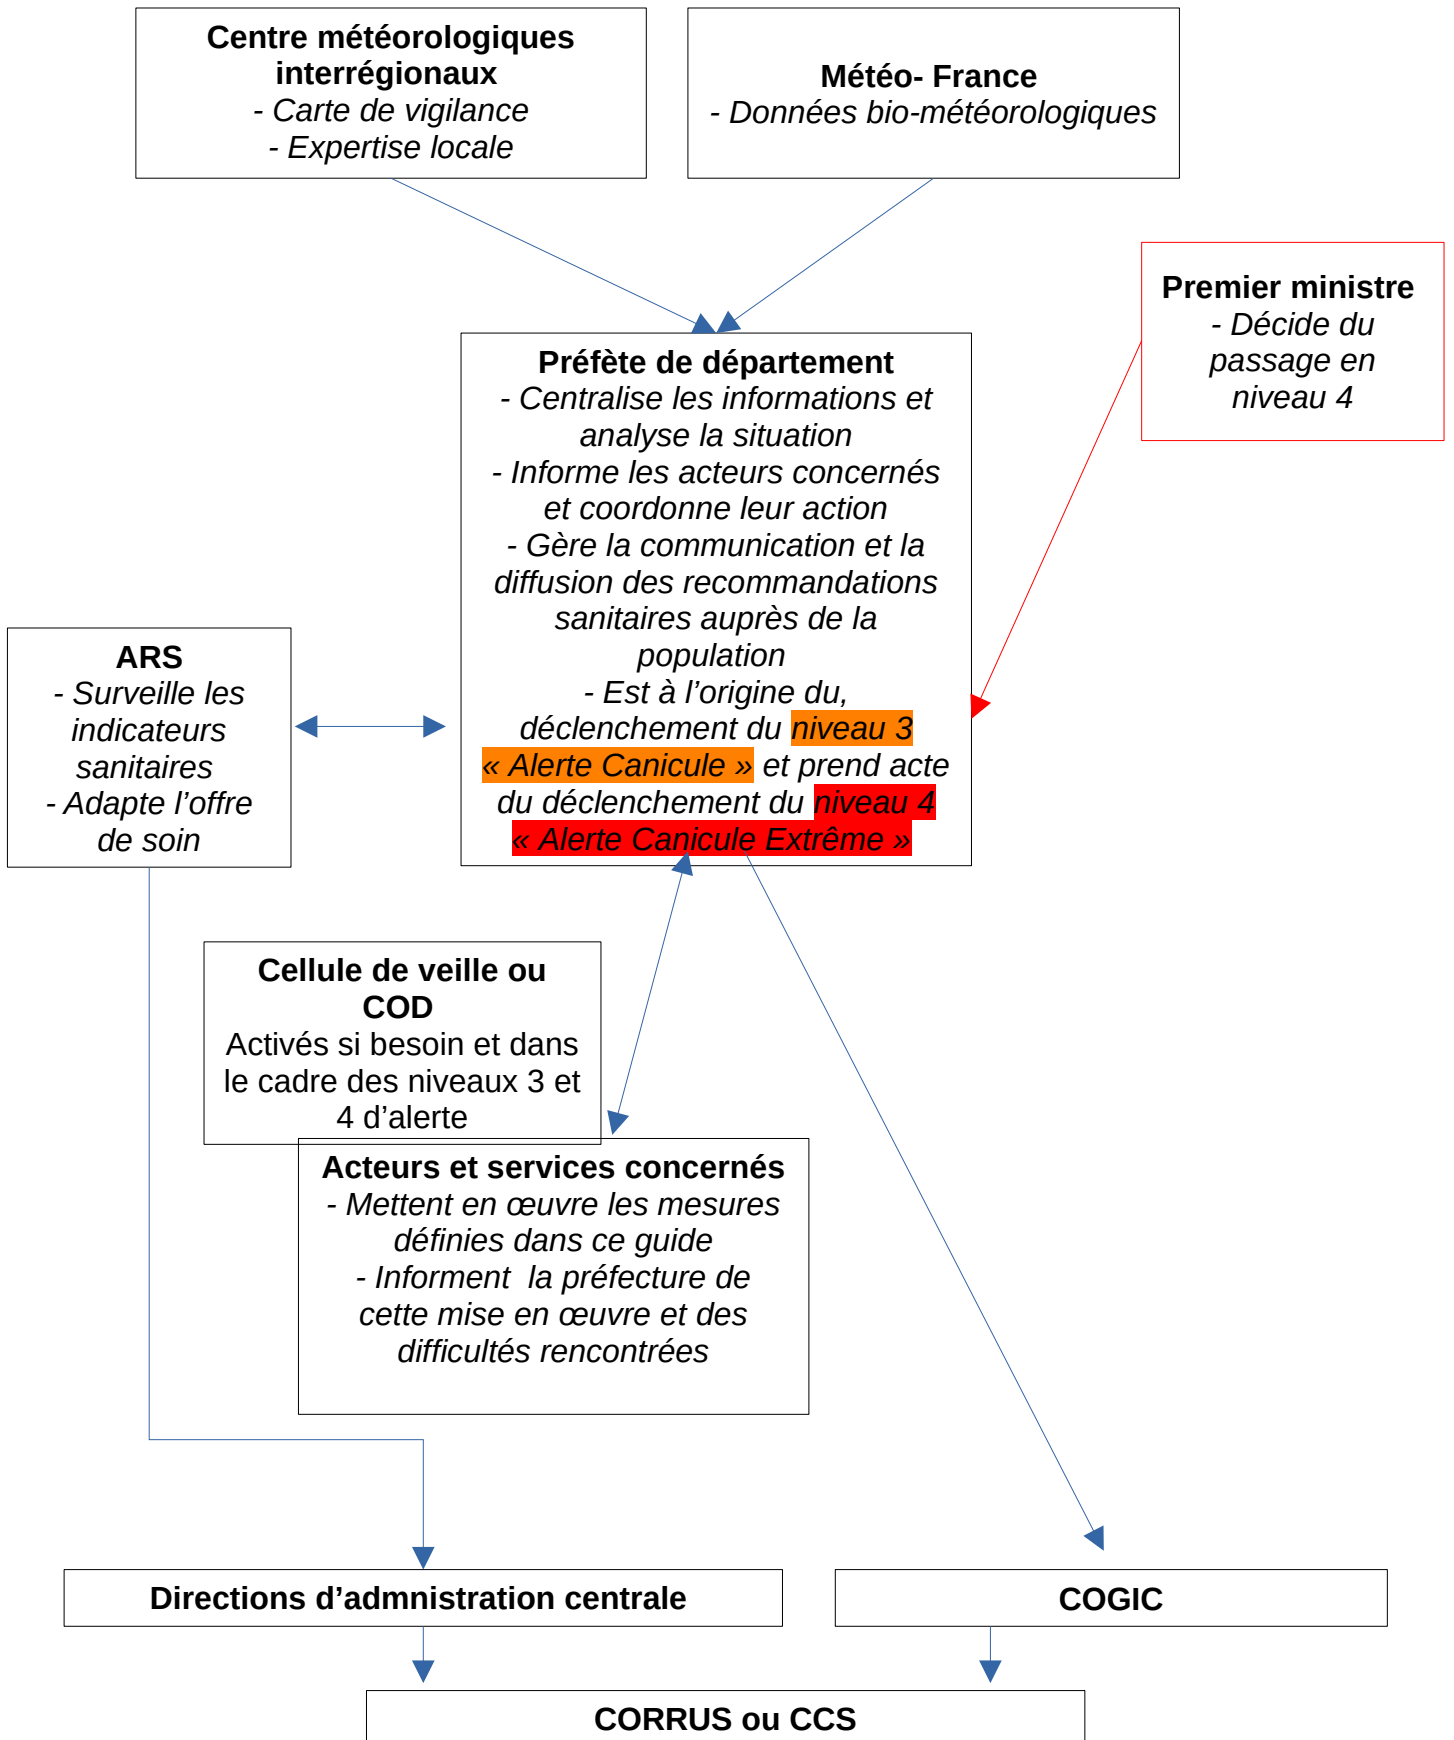 Centre météorologiques
interrégionaux
- Carte de vigilance
- Expertise locale
Météo- France
- Données bio-météorologiques
Premier ministre
- Décide du
passage en
niveau 4
Préfète de département
- Centralise les informations et
analyse la situation
- Informe les acteurs concernés
et coordonne leur action
- Gère la communication et la
diffusion des recommandations
sanitaires auprès de la
population
- Est à l’origine du,
déclenchement du niveau 3
« Alerte Canicule » et prend acte
du déclenchement du niveau 4
« Alerte Canicule Extrême »
ARS
- Surveille les
indicateurs
sanitaires
- Adapte l’offre
de soin
Cellule de veille ou
COD
Activés si besoin et dans
le cadre des niveaux 3 et
4 d’alerte
Acteurs et services concernés
- Mettent en œuvre les mesures
définies dans ce guide
- Informent  la préfecture de
cette mise en œuvre et des
difficultés rencontrées
Directions d’admnistration centrale
COGIC
CORRUS ou CCS